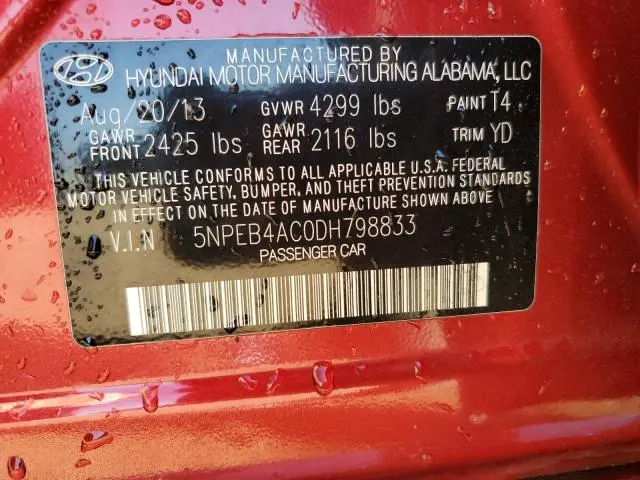 MANUFACTURED BY
HYUNDAI MOTOR MANUFACTURING ALABAMA, LLC
Aug/20/13 GVWR 4299 lbs PAINT T4
GAWR FRONT 2425 lbs GAWR REAR 2116 lbs TRIM YD
THIS VEHICLE CONFORMS TO ALL APPLICABLE U.S.A. FEDERAL
MOTOR VEHICLE SAFETY, BUMPER, AND THEFT PREVENTION STANDARDS
IN EFFECT ON THE DATE OF MANUFACTURE SHOWN ABOVE
V.I.N 5NPEB4AC0DH798833
PASSENGER CAR